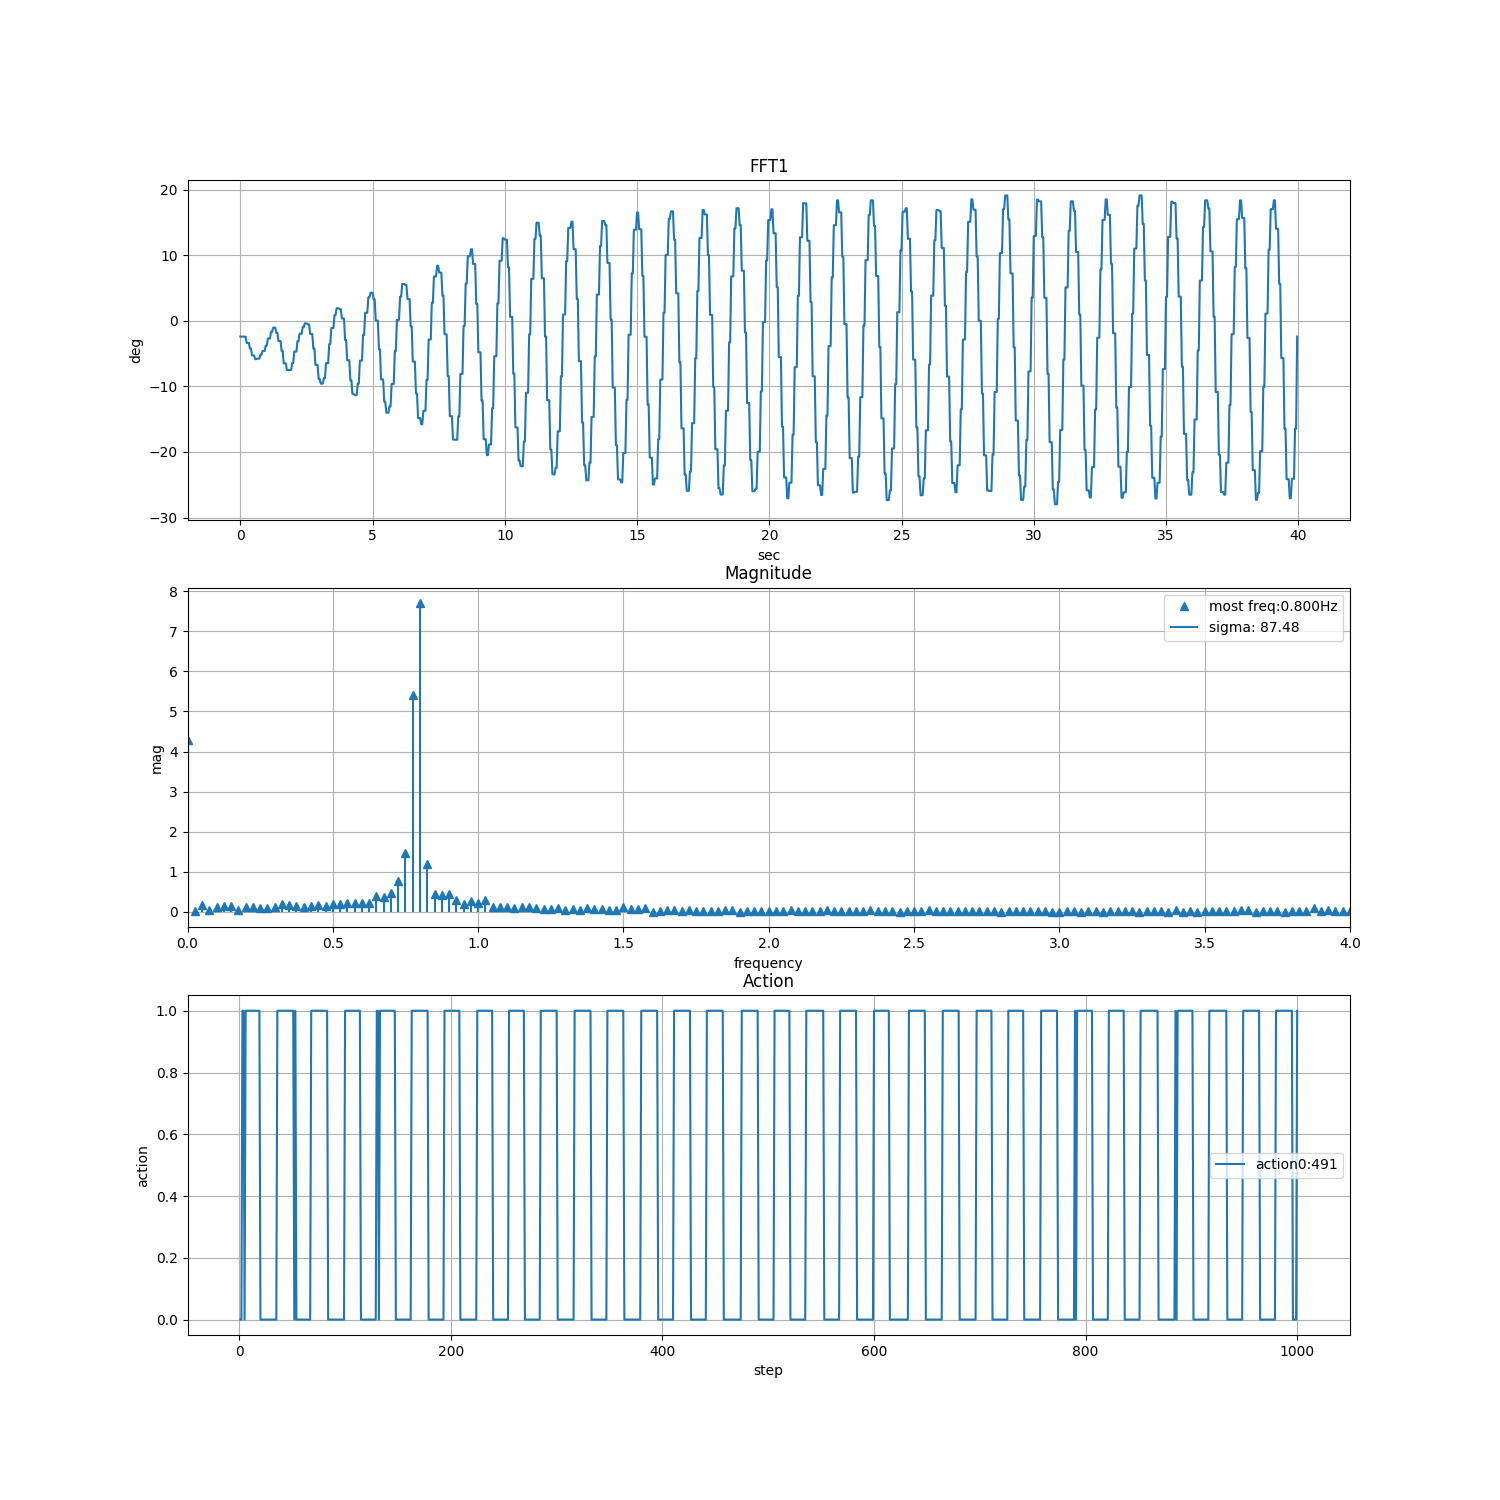 FFT1
20
10
0
−10
−20
−30
deg
0 5 10 15 20 25 30 35 40
sec
Magnitude
8
7
6
5
4
3
2
1
0
mag
most freq:0.800Hz
sigma: 87.48
0.0 0.5 1.0 1.5 2.0 2.5 3.0 3.5 4.0
frequency
Action
1.0
0.8
0.6
0.4
0.2
0.0
action
action0:491
0 200 400 600 800 1000
step